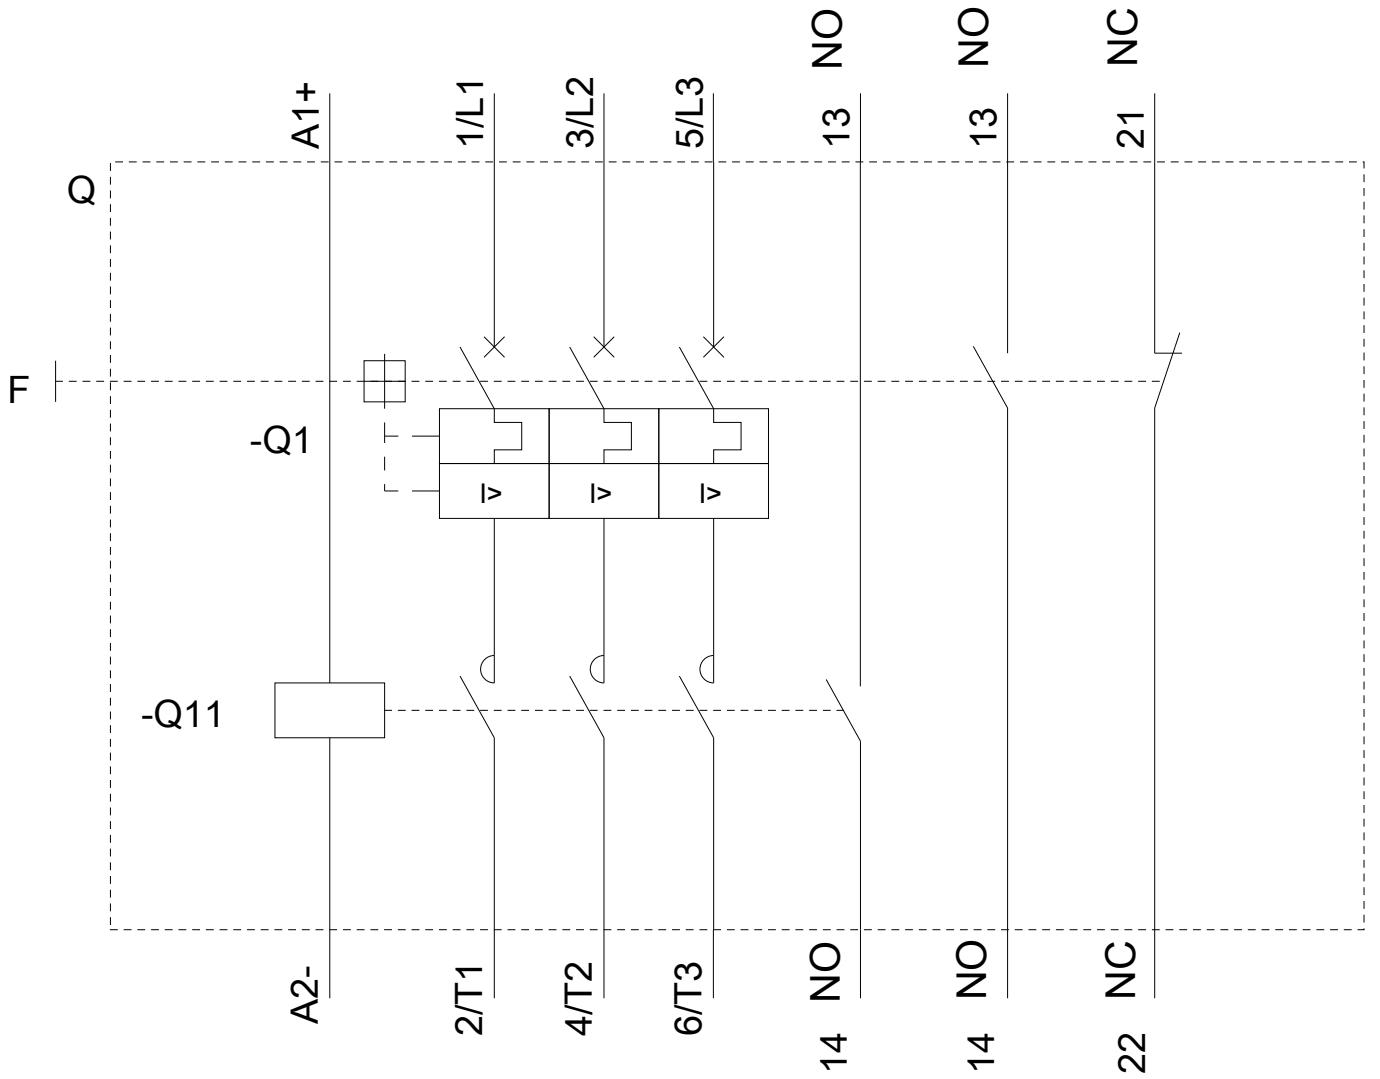 A1+
1/L1
3/L2
5/L3
NO
13
NO
13
NC
21
Q
F
-Q1
I>
I>
I>
-Q11
A2-
2/T1
4/T2
6/T3
NO
14
NO
14
NC
22